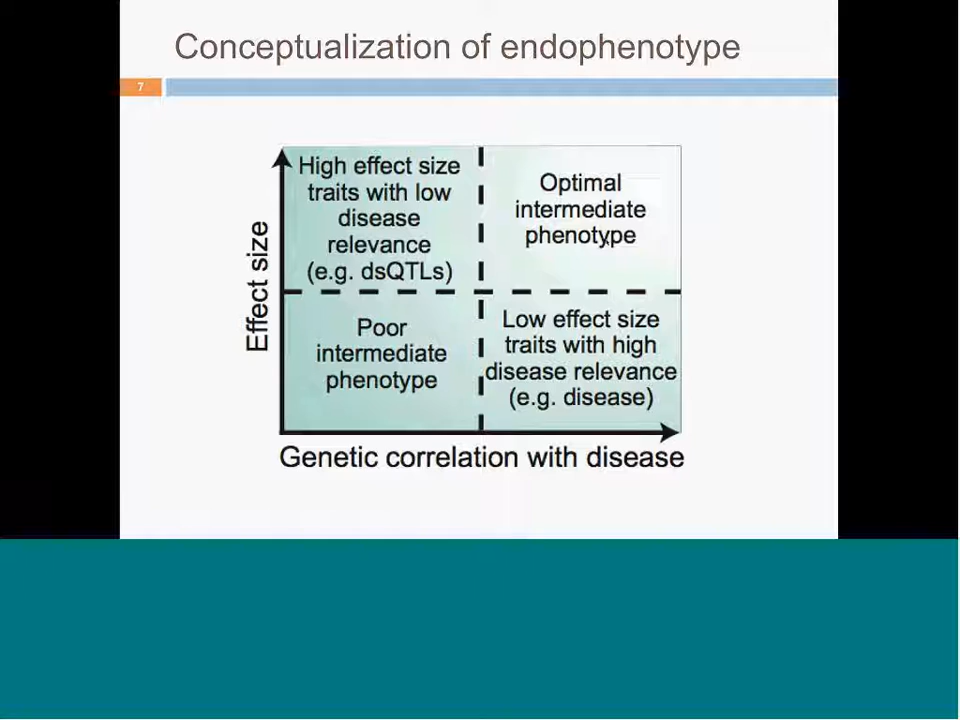 Conceptualization of endophenotype
7
High effect size
traits with low
disease
relevance
(e.g. dsQTLs)
Optimal
intermediate
phenotype
Effect size
Poor
intermediate
phenotype
Low effect size
traits with high
disease relevance
(e.g. disease)
Genetic correlation with disease